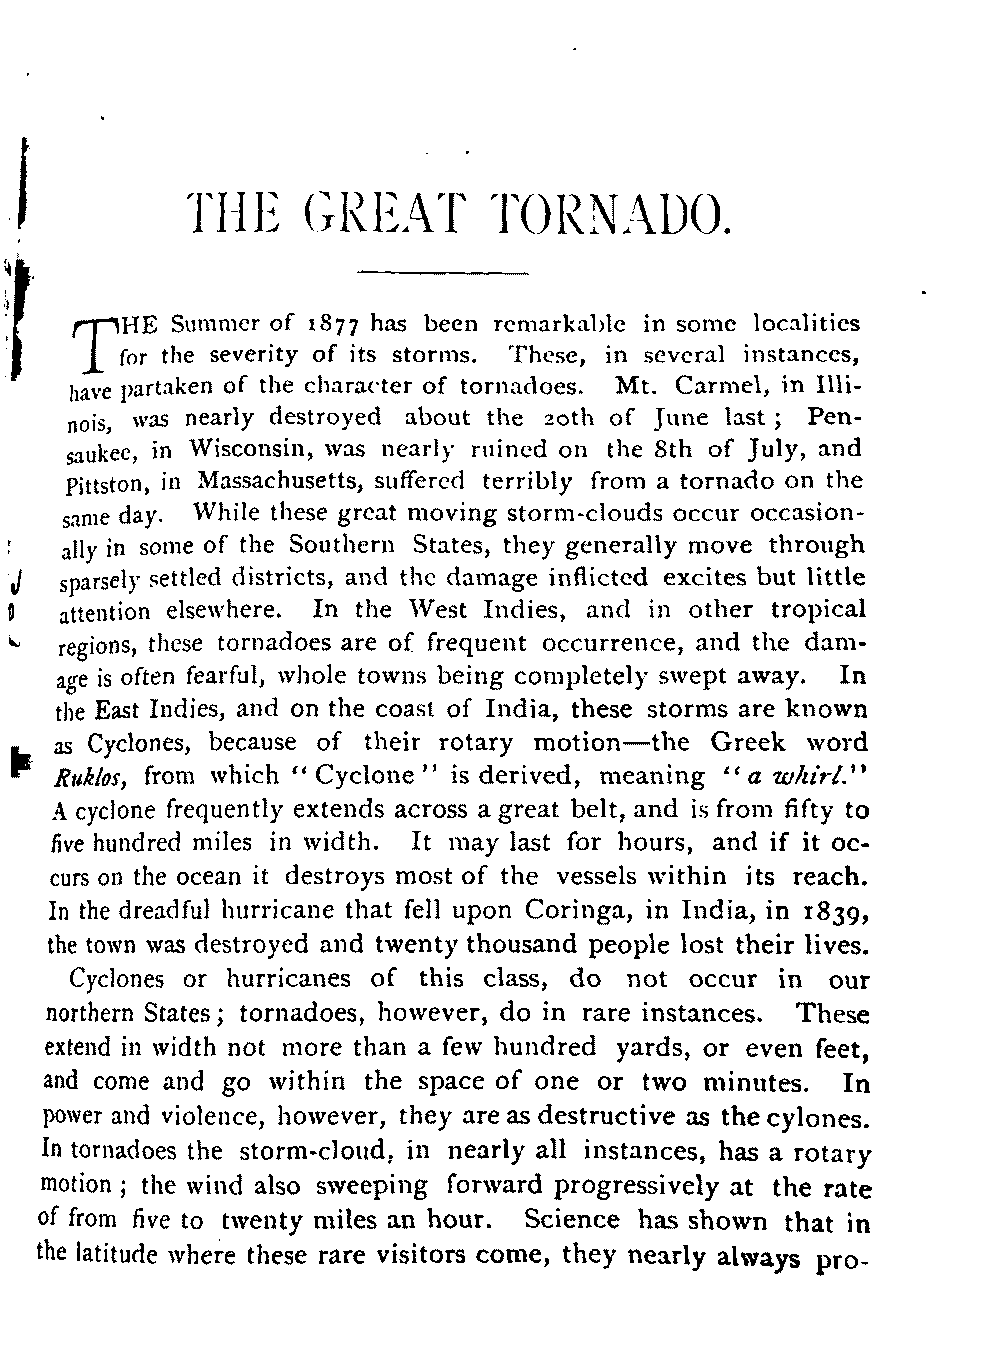 THE GREAT TORNADO.
THE Summer of 1877 has been remarkable in some localities
for the severity of its storms. These, in several instances,
have partaken of the character of tornadoes. Mt. Carmel, in Illi-
nois, was nearly destroyed about the 20th of June last; Pen-
saukee, in Wisconsin, was nearly ruined on the 8th of July, and
Pittston, in Massachusetts, suffered terribly from a tornado on the
same day. While these great moving storm-clouds occur occasion-
ally in some of the Southern States, they generally move through
sparsely settled districts, and the damage inflicted excites but little
attention elsewhere. In the West Indies, and in other tropical
regions, these tornadoes are of frequent occurrence, and the dam-
age is often fearful, whole towns being completely swept away. In
the East Indies, and on the coast of India, these storms are known
as Cyclones, because of their rotary motion—the Greek word
Ruklos, from which "Cyclone" is derived, meaning "a whirl."
A cyclone frequently extends across a great belt, and is from fifty to
five hundred miles in width. It may last for hours, and if it oc-
curs on the ocean it destroys most of the vessels within its reach.
In the dreadful hurricane that fell upon Coringa, in India, in 1839,
the town was destroyed and twenty thousand people lost their lives.
Cyclones or hurricanes of this class, do not occur in our
northern States; tornadoes, however, do in rare instances. These
extend in width not more than a few hundred yards, or even feet,
and come and go within the space of one or two minutes. In
power and violence, however, they are as destructive as the cylones.
In tornadoes the storm-cloud, in nearly all instances, has a rotary
motion; the wind also sweeping forward progressively at the rate
of from five to twenty miles an hour. Science has shown that in
the latitude where these rare visitors come, they nearly always pro-